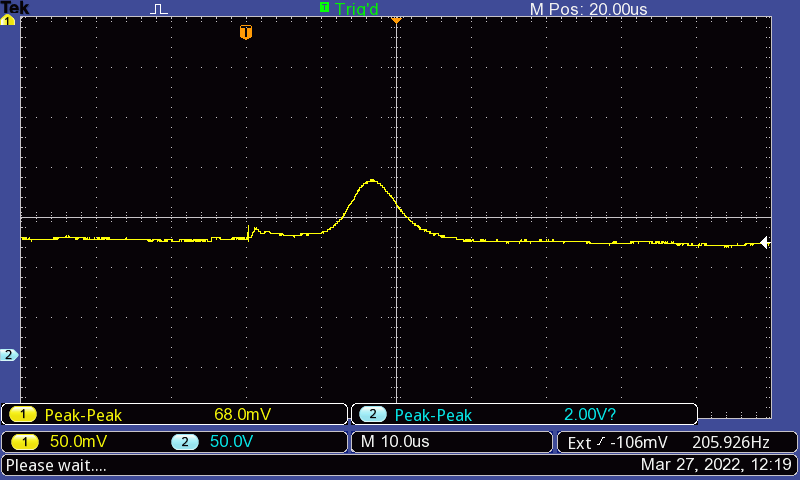 Tek Trig'd M Pos: 20.00us
1
T
2
1 Peak-Peak 68.0mV 2 Peak-Peak 2.00V?
1 50.0mV 2 50.0V M 10.0us Ext -106mV 205.926Hz
Please wait.... Mar 27, 2022, 12:19